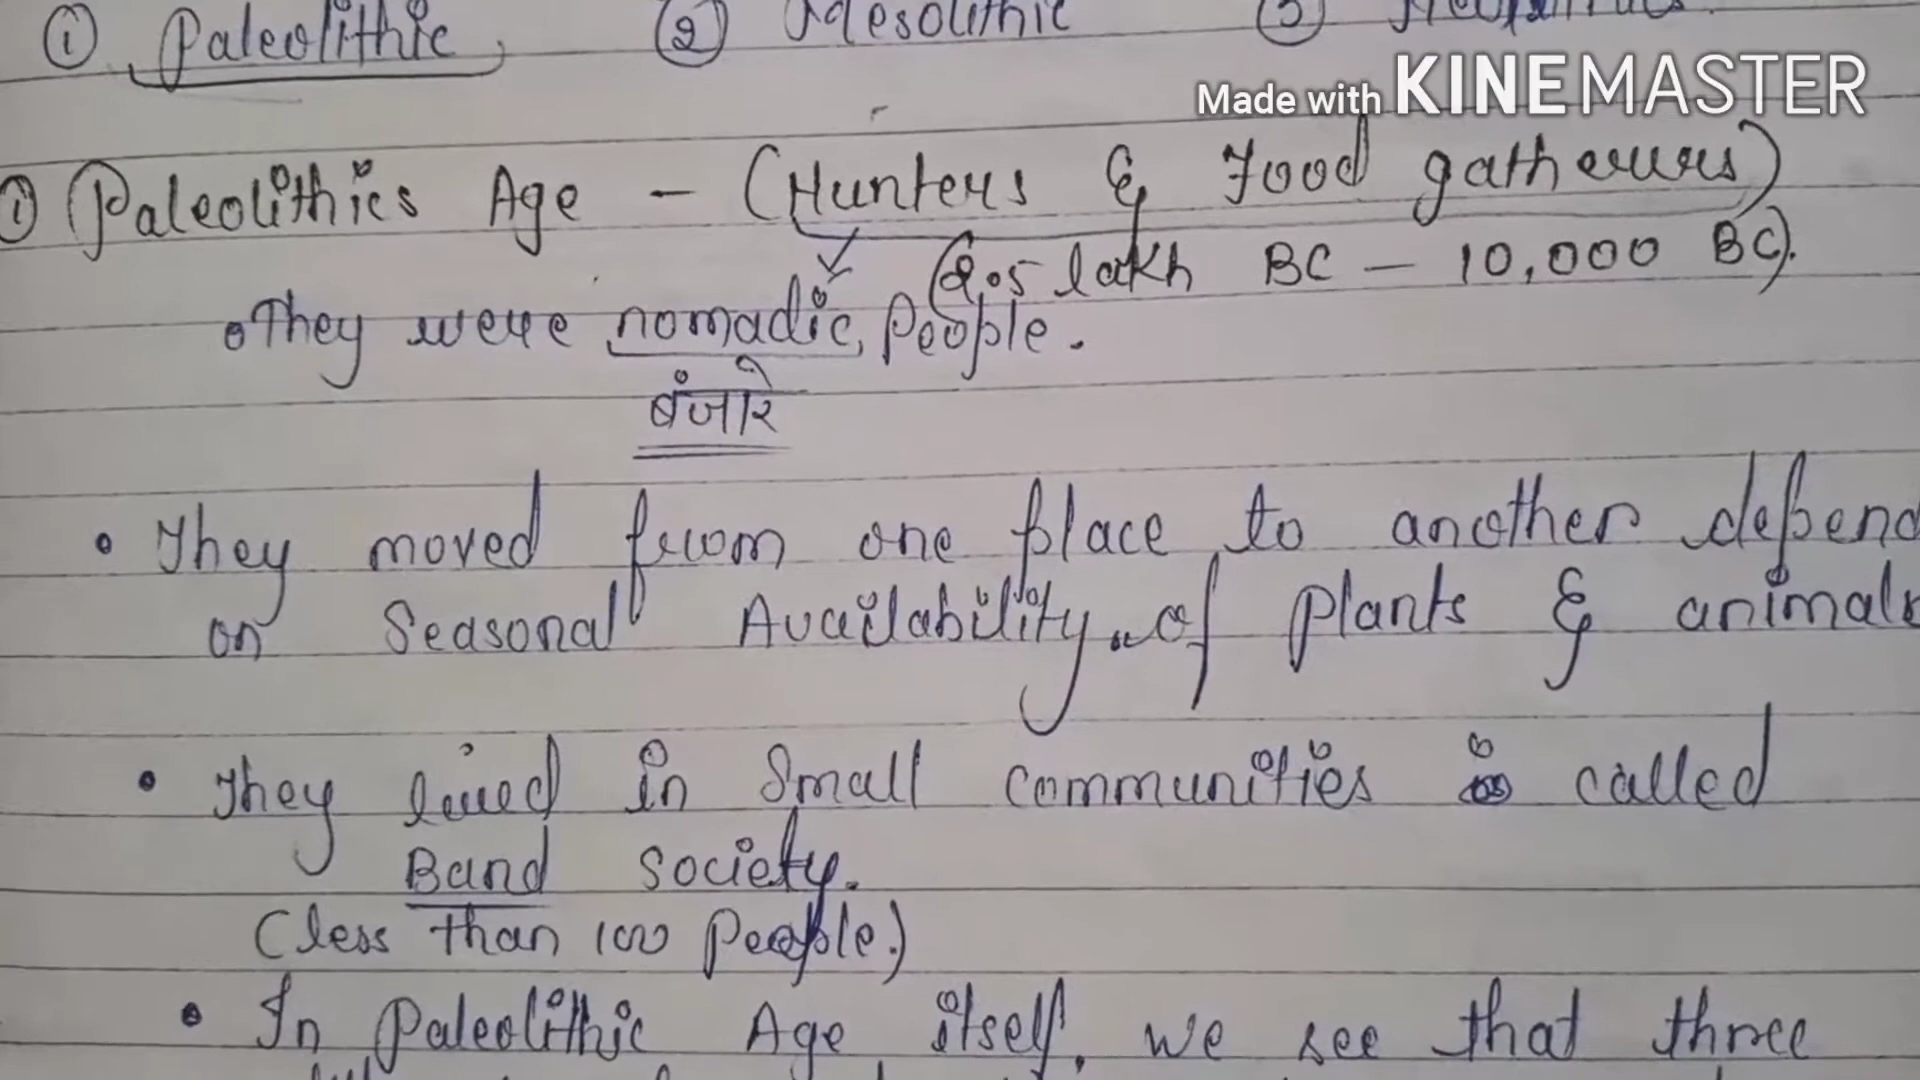 ① Paleolithic, ② Mesolithic ③
Made with KINEMASTER
① Paleolithics Age - (Hunters & Food gatherers)
(2.5 lakh BC - 10,000 BC).
• They were nomadic, People.
बंजारे
• They moved from one place to another depend
on Seasonal Availability of plants & animals
• They lived in Small communities is called
Band society.
(less than 100 People.)
• In Paleolithic Age itself, we see that three